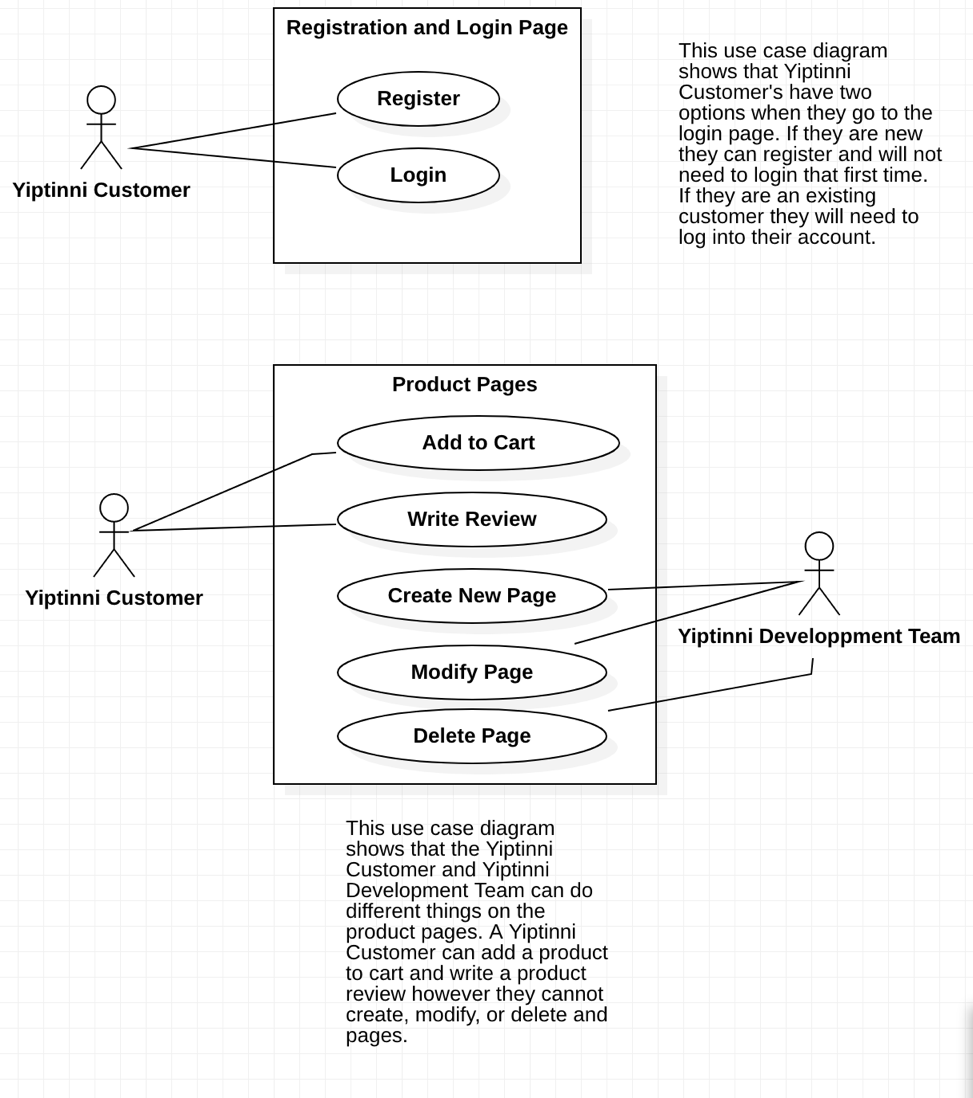 Registration and Login Page
Register
Login
Yiptinni Customer
This use case diagram
shows that Yiptinni
Customer's have two
options when they go to the
login page. If they are new
they can register and will not
need to login that first time.
If they are an existing
customer they will need to
log into their account.
Product Pages
Add to Cart
Write Review
Create New Page
Modify Page
Delete Page
Yiptinni Customer
Yiptinni Developpment Team
This use case diagram
shows that the Yiptinni
Customer and Yiptinni
Development Team can do
different things on the
product pages. A Yiptinni
Customer can add a product
to cart and write a product
review however they cannot
create, modify, or delete and
pages.